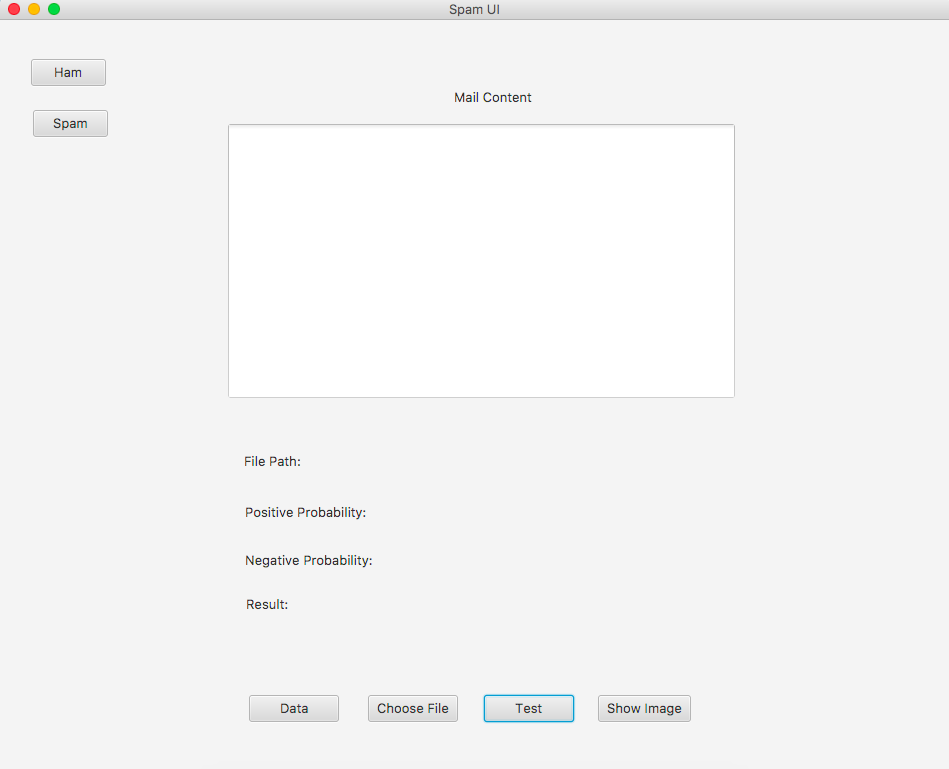 Spam UI
Ham
Mail Content
Spam
File Path:
Positive Probability:
Negative Probability:
Result:
Data Choose File Test Show Image